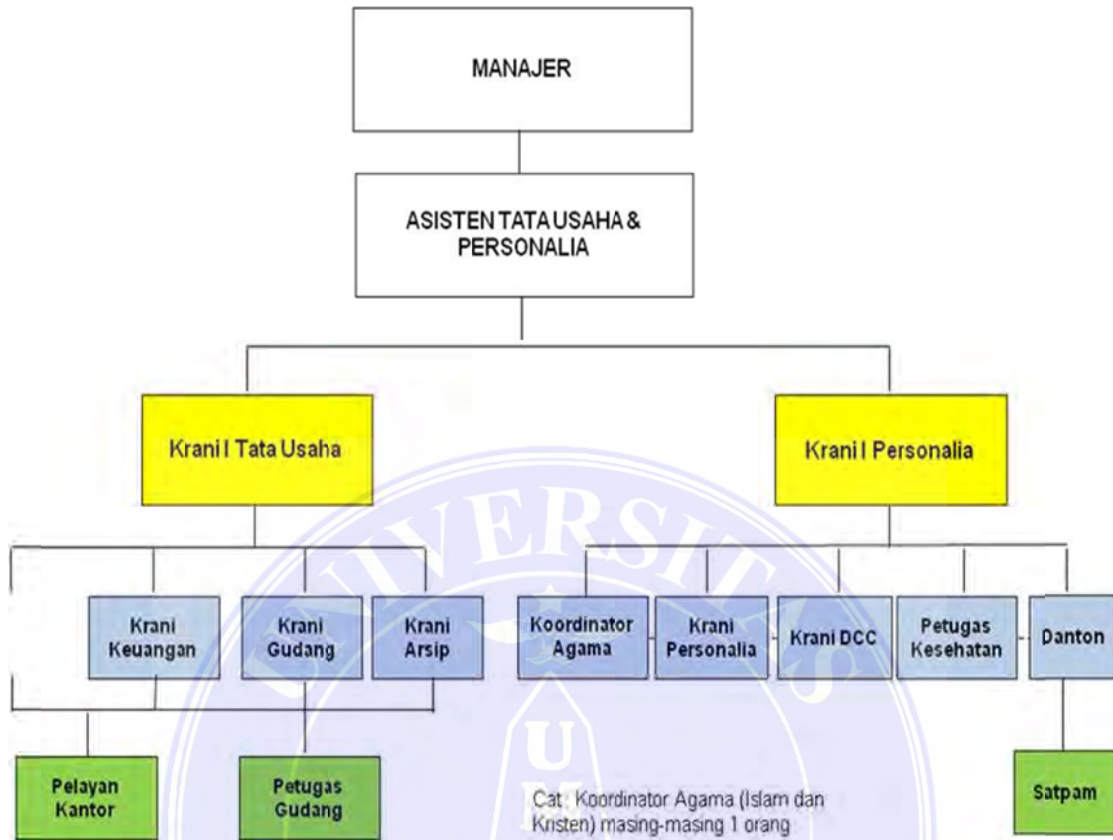 MANAJER
ASISTEN TATA USAHA &
PERSONALIA
Krani I Tata Usaha
Krani I Personalia
Krani
Keuangan
Krani
Gudang
Krani
Arsip
Koordinator
Agama
Krani
Personalia
Krani DCC
Petugas
Kesehatan
Danton
Pelayan
Kantor
Petugas
Gudang
Satpam
Cat : Koordinator Agama (Islam dan
Kristen) masing-masing 1 orang
UNIVERSITAS
U